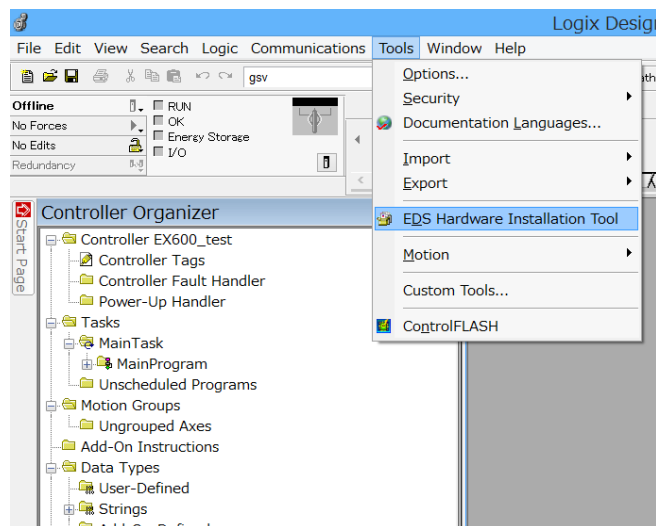 Logix Desig
File Edit View Search Logic Communications Tools Window Help
gsv
Offline
RUN
No Forces
OK
No Edits
Energy Storage
Redundancy
I/O
Options...
Security
Documentation Languages...
Import
Export
EDS Hardware Installation Tool
Motion
Custom Tools...
ControlFLASH
Start Page
Controller Organizer
Controller EX600_test
Controller Tags
Controller Fault Handler
Power-Up Handler
Tasks
MainTask
MainProgram
Unscheduled Programs
Motion Groups
Ungrouped Axes
Add-On Instructions
Data Types
User-Defined
Strings